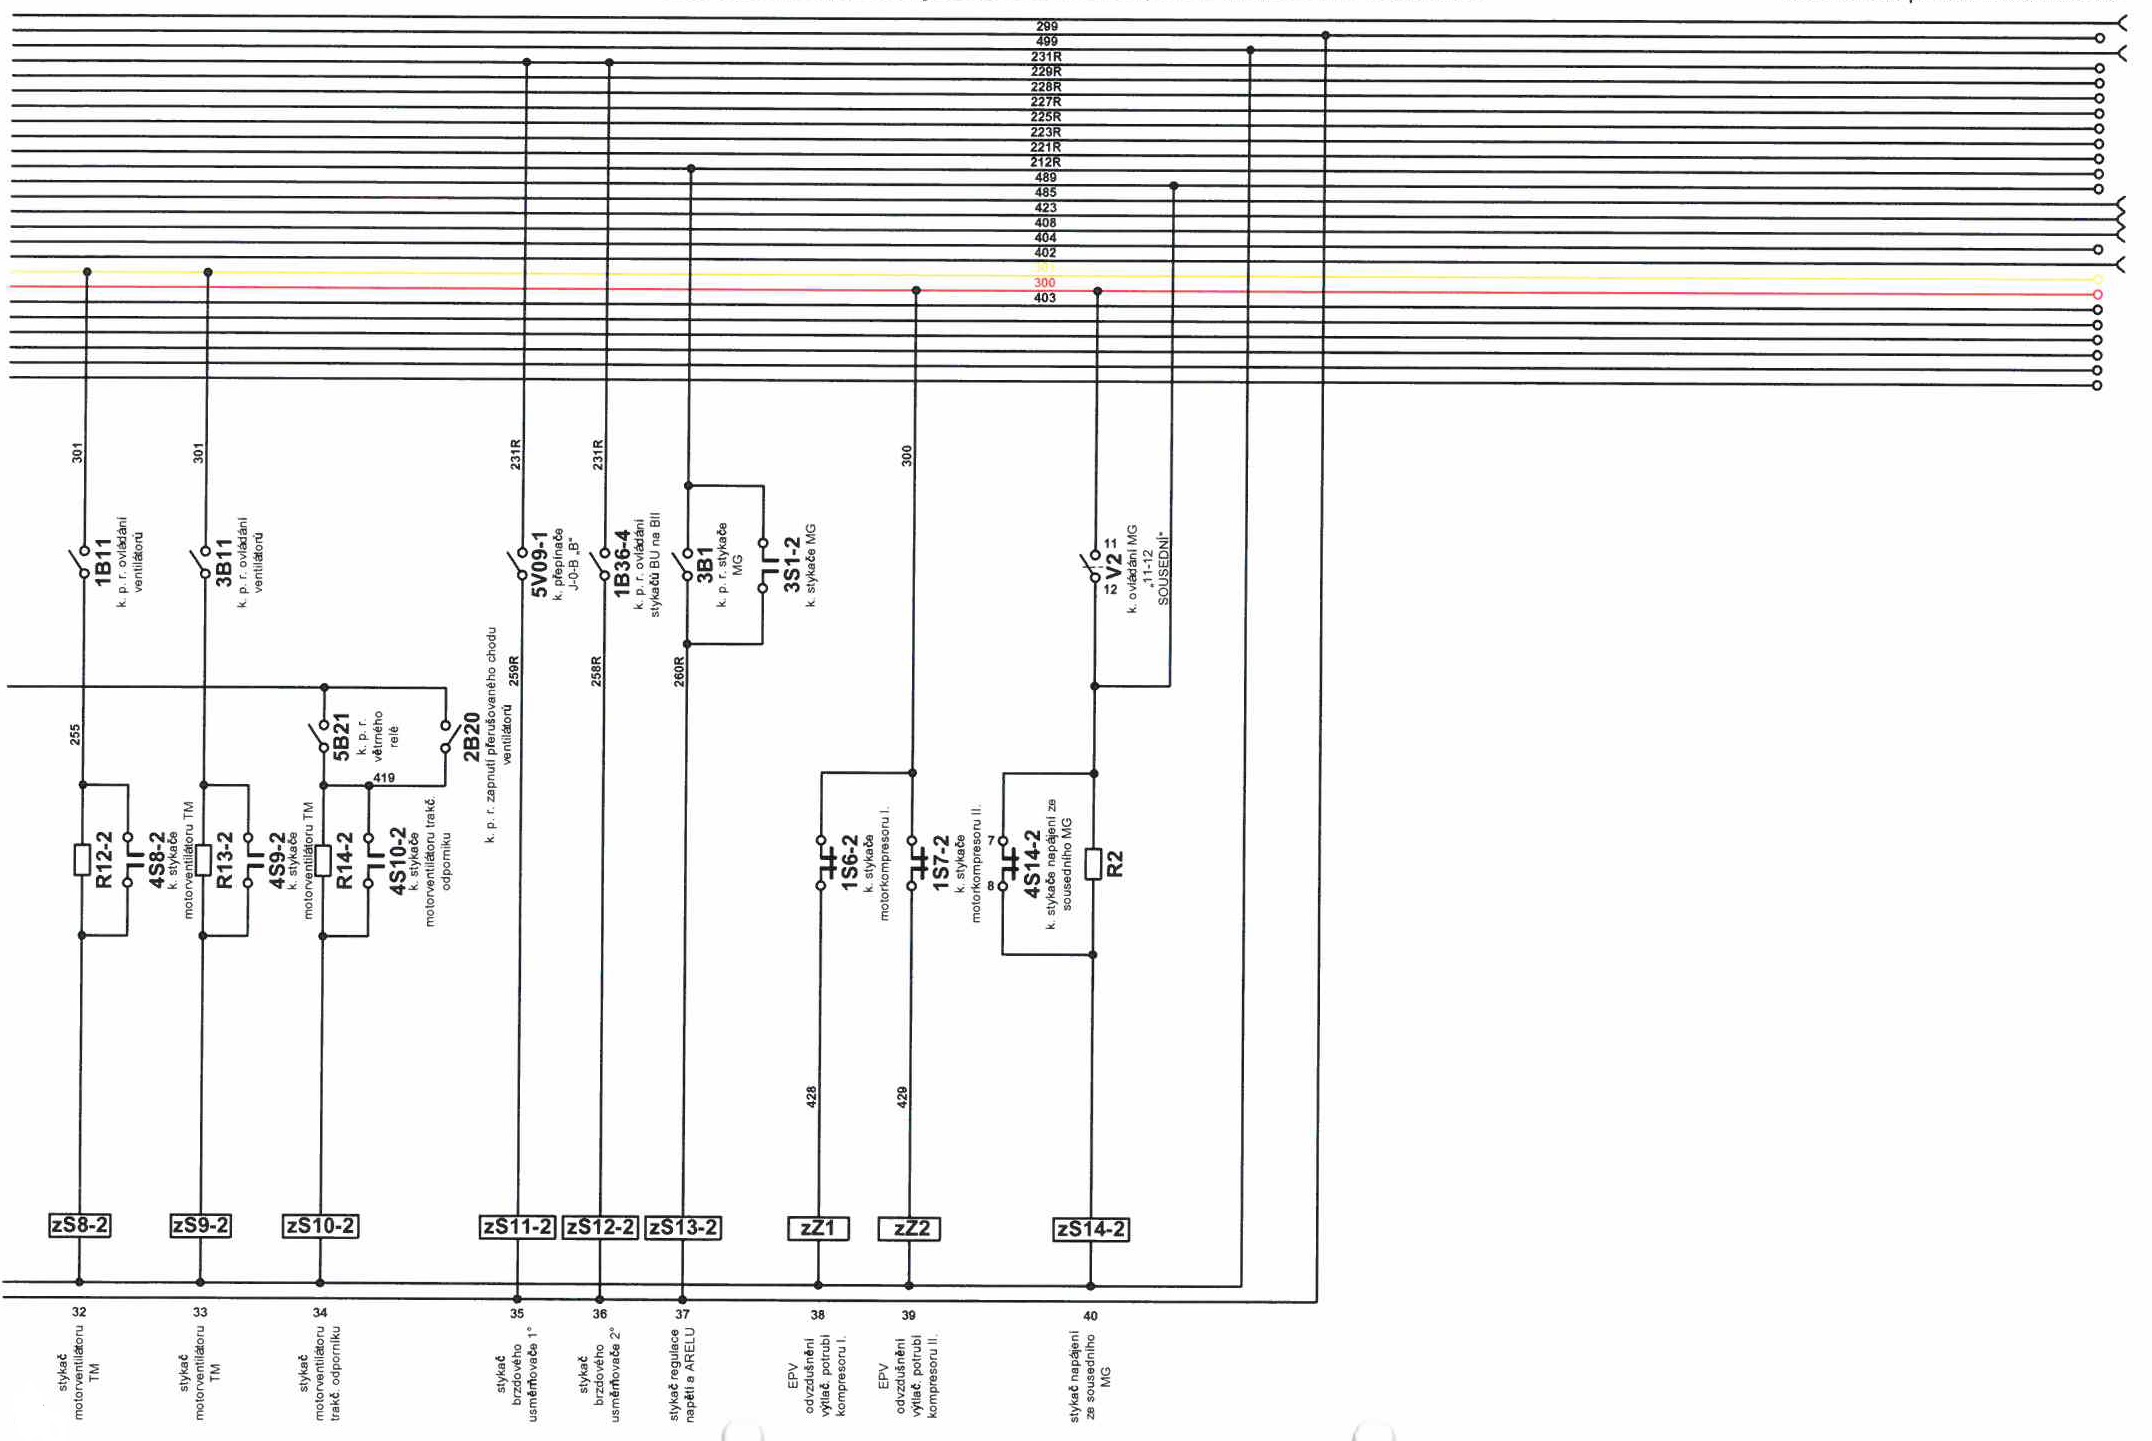 299
499
231R
229R
228R
227R
225R
223R
221R
212R
489
485
423
408
404
402
300
403
301
301
231R
231R
300
1B11
k. p. r. ovládání
ventilátorů
3B11
k. p. r. ovládání
ventilátorů
5V09-1
k. přepínače
J-0-B „B"
1B36-4
k. p. r. ovládání
stykačů BU na BII
3B1
k. p. r. stykače
MG
3S1-2
k. stykače MG
11
V2
12
k. ovládání MG
„11-12
SOUSEDNÍ"
255
259R
258R
260R
5B21
k. p. r.
větrného
relé
2B20
k. p. r. zapnutí přerušovaného chodu
ventilátorů
419
R12-2
4S8-2
k. stykače
motorventilátoru TM
R13-2
4S9-2
k. stykače
motorventilátoru TM
R14-2
4S10-2
k. stykače
motorventilátoru trakč.
odporníku
1S6-2
k. stykače
motorkompresoru I.
1S7-2
k. stykače
motorkompresoru II.
7
8
4S14-2
k. stykače napájení ze
sousedního MG
R2
428
429
zS8-2
zS9-2
zS10-2
zS11-2
zS12-2
zS13-2
zZ1
zZ2
zS14-2
32
33
34
35
36
37
38
39
40
stykač
motorventilátoru
TM
stykač
motorventilátoru
TM
stykač
motorventilátoru
trakč. odporníku
stykač
brzdového
usměrňovače 1°
stykač
brzdového
usměrňovače 2°
stykač regulace
napětí a ARELU
EPV
odvzdušnění
výtlač. potrubí
kompresoru I.
EPV
odvzdušnění
výtlač. potrubí
kompresoru II.
stykač napájení
ze sousedního
MG